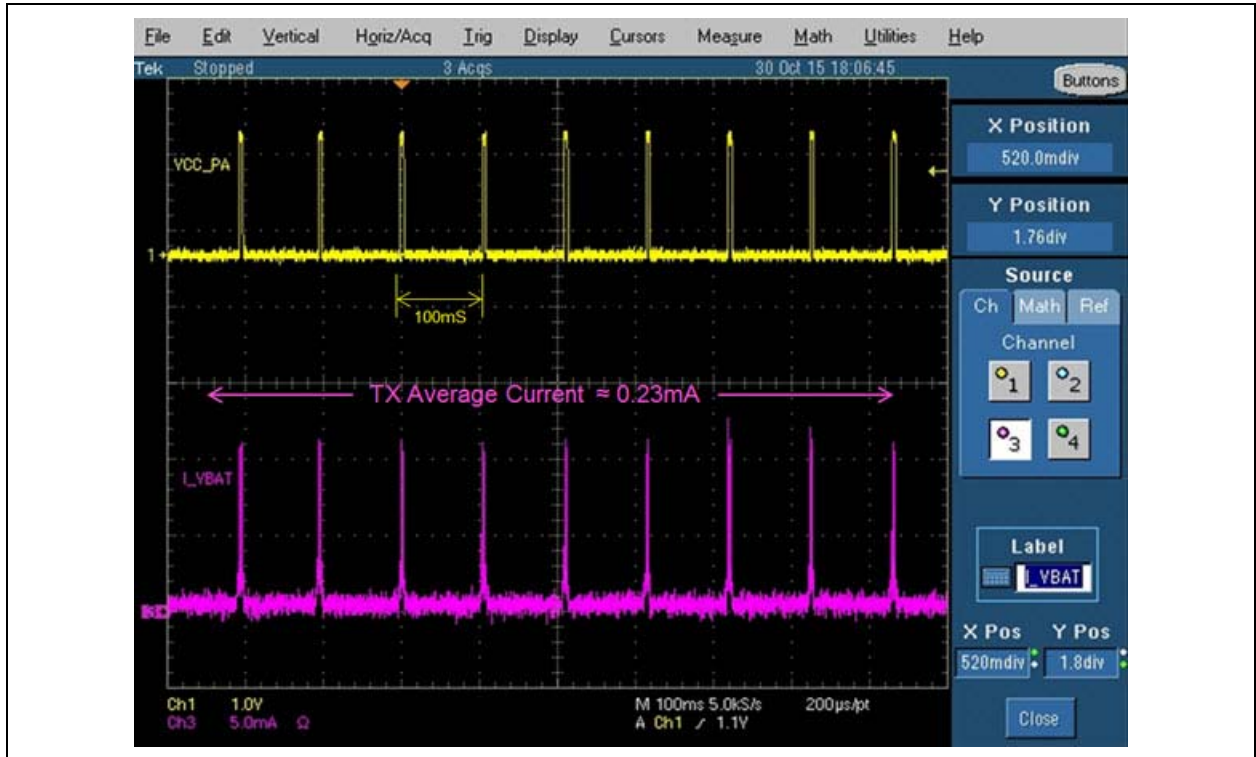 File Edit Vertical Horiz/Acq Trig Display Cursors Measure Math Utilities Help
Tek Stopped 3 Acqs 30 Oct 15 18:06:45
Buttons
X Position
520.0mdiv
Y Position
1.76div
Source
Ch Math Ref
Channel
1 2
3 4
Label
I_VBAT
X Pos Y Pos
520mdiv 1.8div
Close
VCC_PA
1
100mS
TX Average Current ≈ 0.23mA
I_VBAT
3
Ch1 1.0V M 100ms 5.0kS/s 200µs/pt
Ch3 5.0mA Ω A Ch1 1.1V